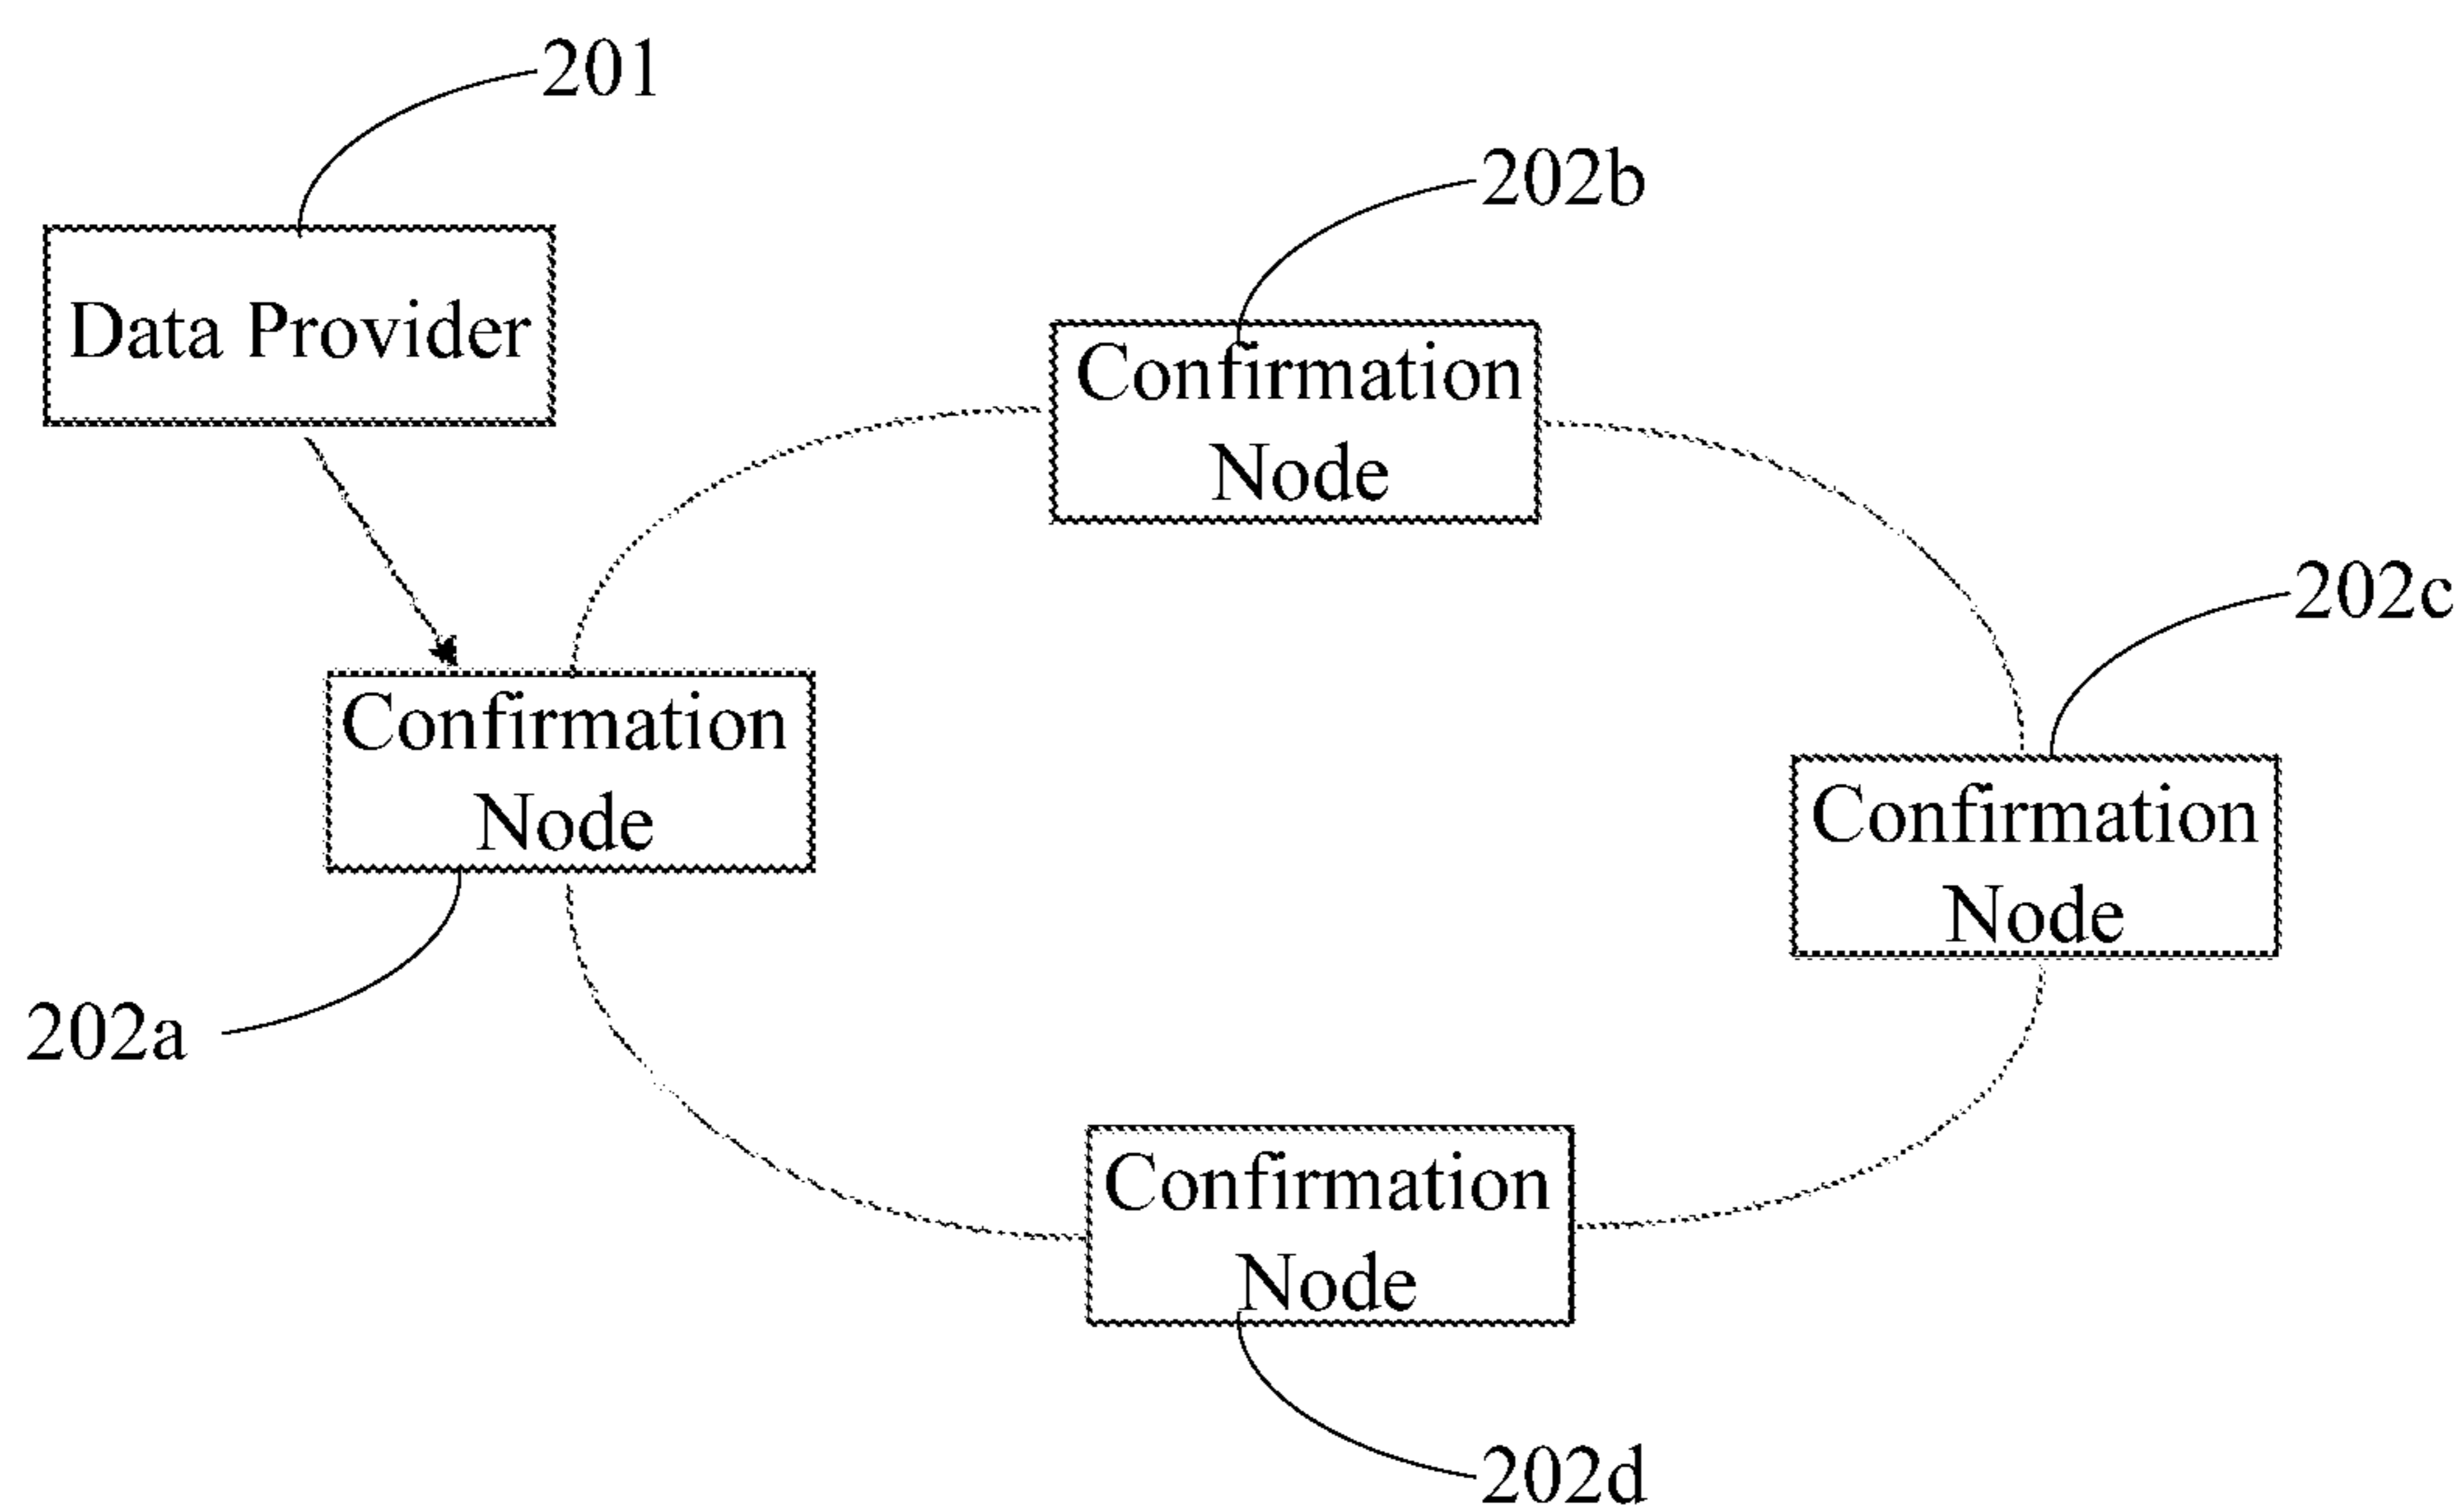 201
202b
Data Provider
Confirmation
Node
202c
Confirmation
Node
Confirmation
Node
202a
Confirmation
Node
202d